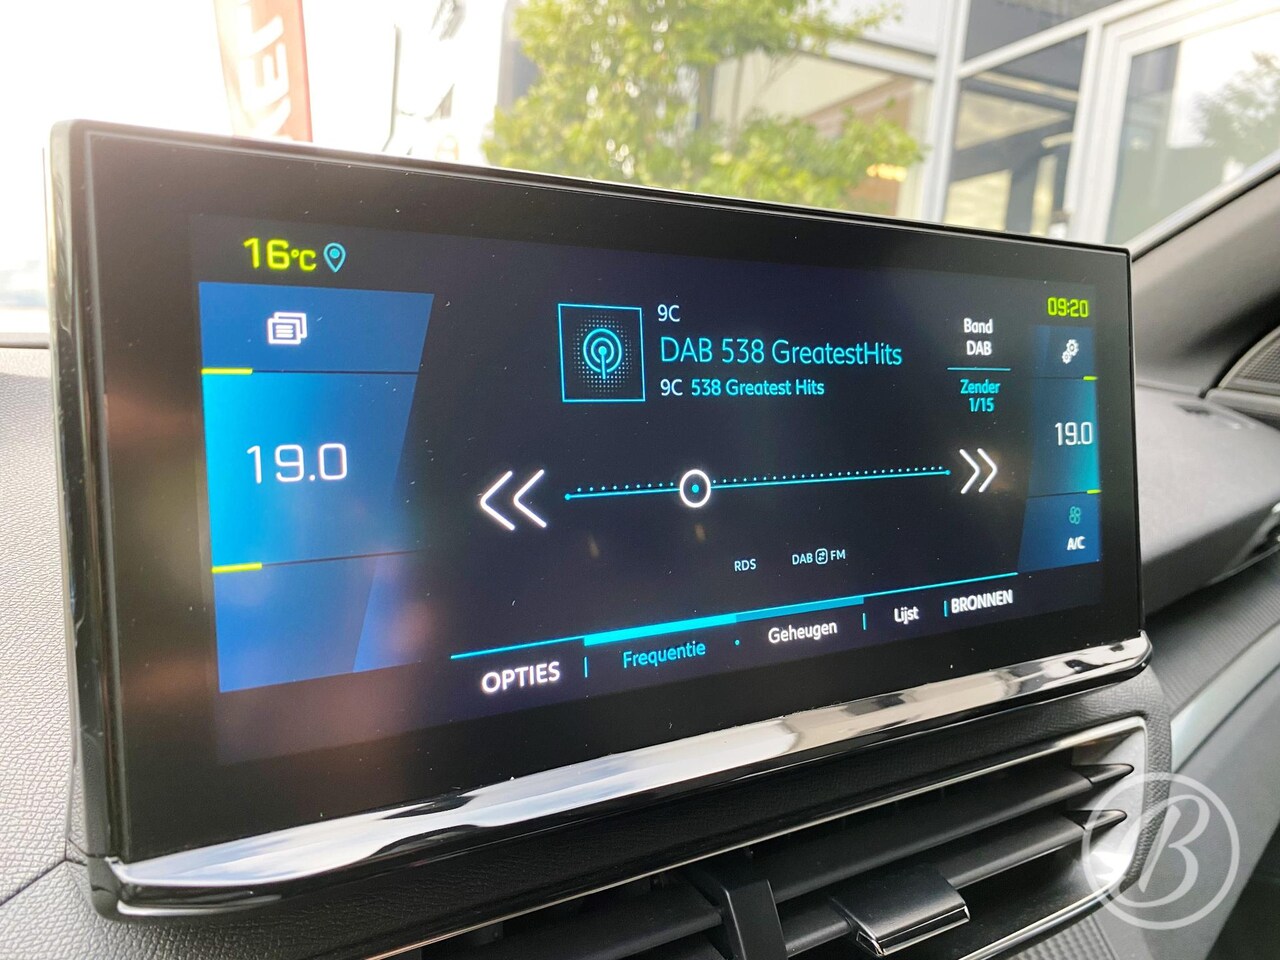 16°C
09:20
9C
DAB 538 GreatestHits
9C 538 Greatest Hits
Band
DAB
Zender
1/15
19.0
19.0
RDS
DAB FM
A/C
OPTIES
Frequentie
Geheugen
Lijst
BRONNEN
B